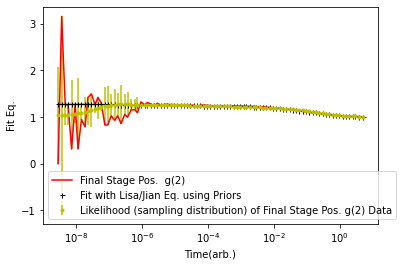 3
2
1
0
−1
Fit Eq.
Final Stage Pos.  g(2)
Fit with Lisa/Jian Eq. using Priors
Likelihood (sampling distribution) of Final Stage Pos. g(2) Data
10⁻⁸
10⁻⁶
10⁻⁴
10⁻²
10⁰
Time(arb.)